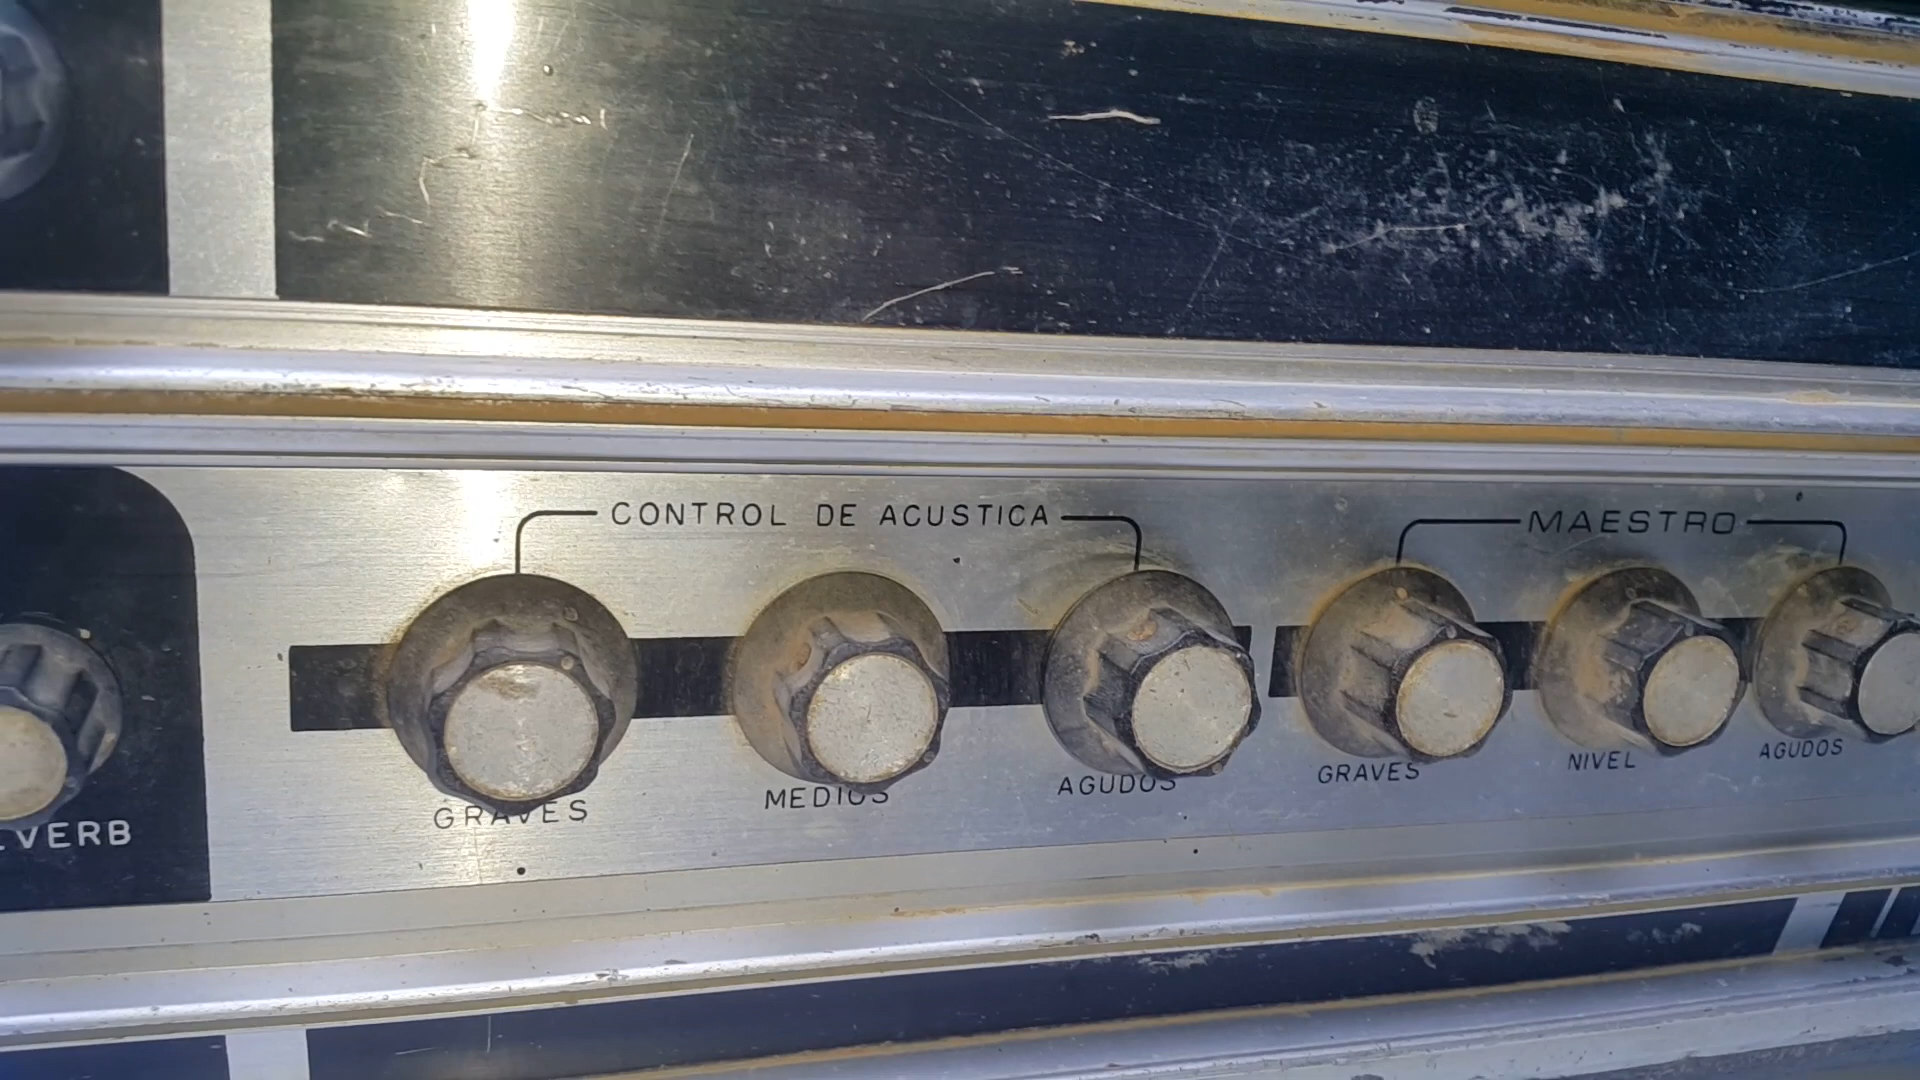 CONTROL DE ACUSTICA
MAESTRO
GRAVES
MEDIOS
AGUDOS
GRAVES
NIVEL
AGUDOS
VERB